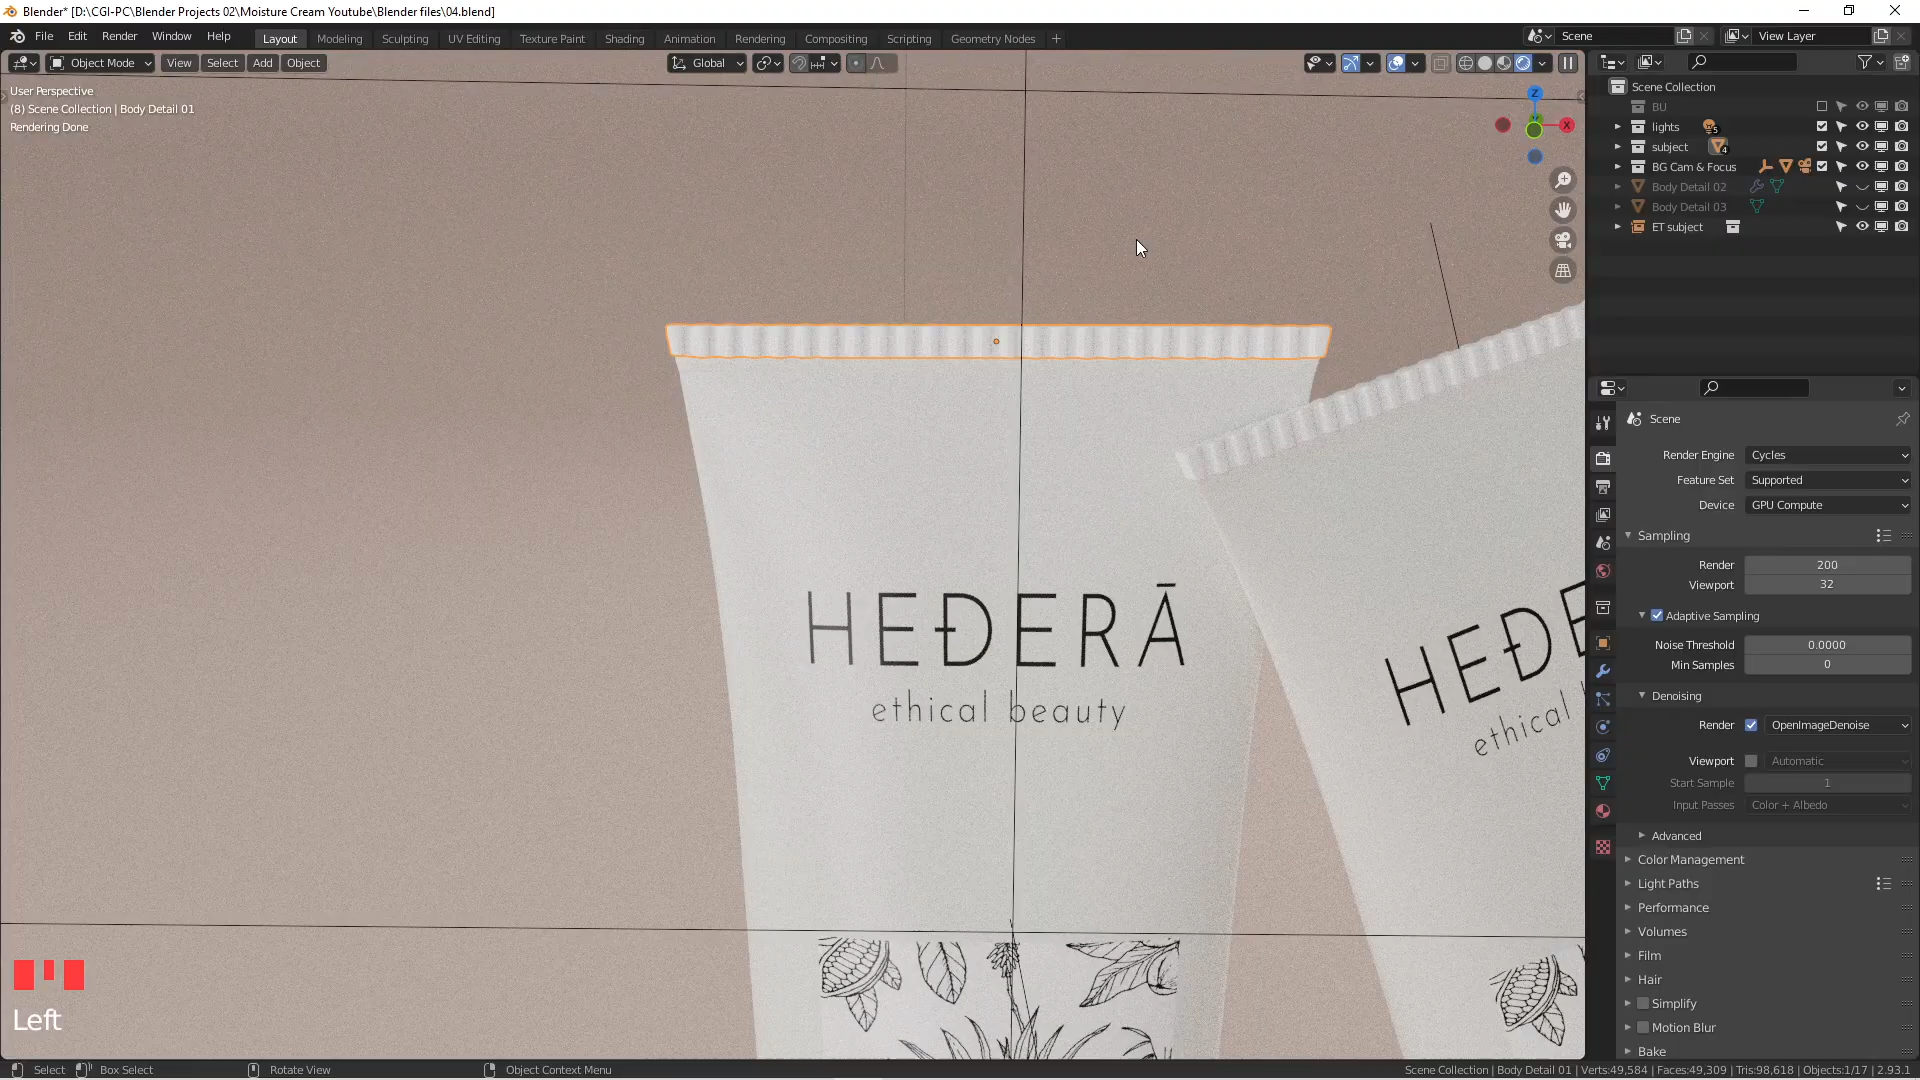 Blender* [D:\CGI-PC\Blender Projects 02\Moisture Cream Youtube\Blender files\04.blend]
File Edit Render Window Help Layout Modeling Sculpting UV Editing Texture Paint Shading Animation Rendering Compositing Scripting Geometry Nodes + Scene View Layer
Object Mode View Select Add Object Global
User Perspective
(8) Scene Collection | Body Detail 01
Rendering Done
Z
X
Scene Collection
BU
lights 5
subject 4
BG Cam & Focus
Body Detail 02
Body Detail 03
ET subject
Scene
Render Engine Cycles
Feature Set Supported
Device GPU Compute
Sampling
Render 200
Viewport 32
Adaptive Sampling
Noise Threshold 0.0000
Min Samples 0
Denoising
Render OpenImageDenoise
Viewport Automatic
Start Sample 1
Input Passes Color + Albedo
Advanced
Color Management
Light Paths
Performance
Volumes
Film
Hair
Simplify
Motion Blur
Bake
HEĐERĀ
ethical beauty
HEĐE
ethical
Left
Select Box Select Rotate View Object Context Menu
Scene Collection | Body Detail 01 | Verts:49,584 | Faces:49,309 | Tris:98,618 | Objects:1/17 | 2.93.1